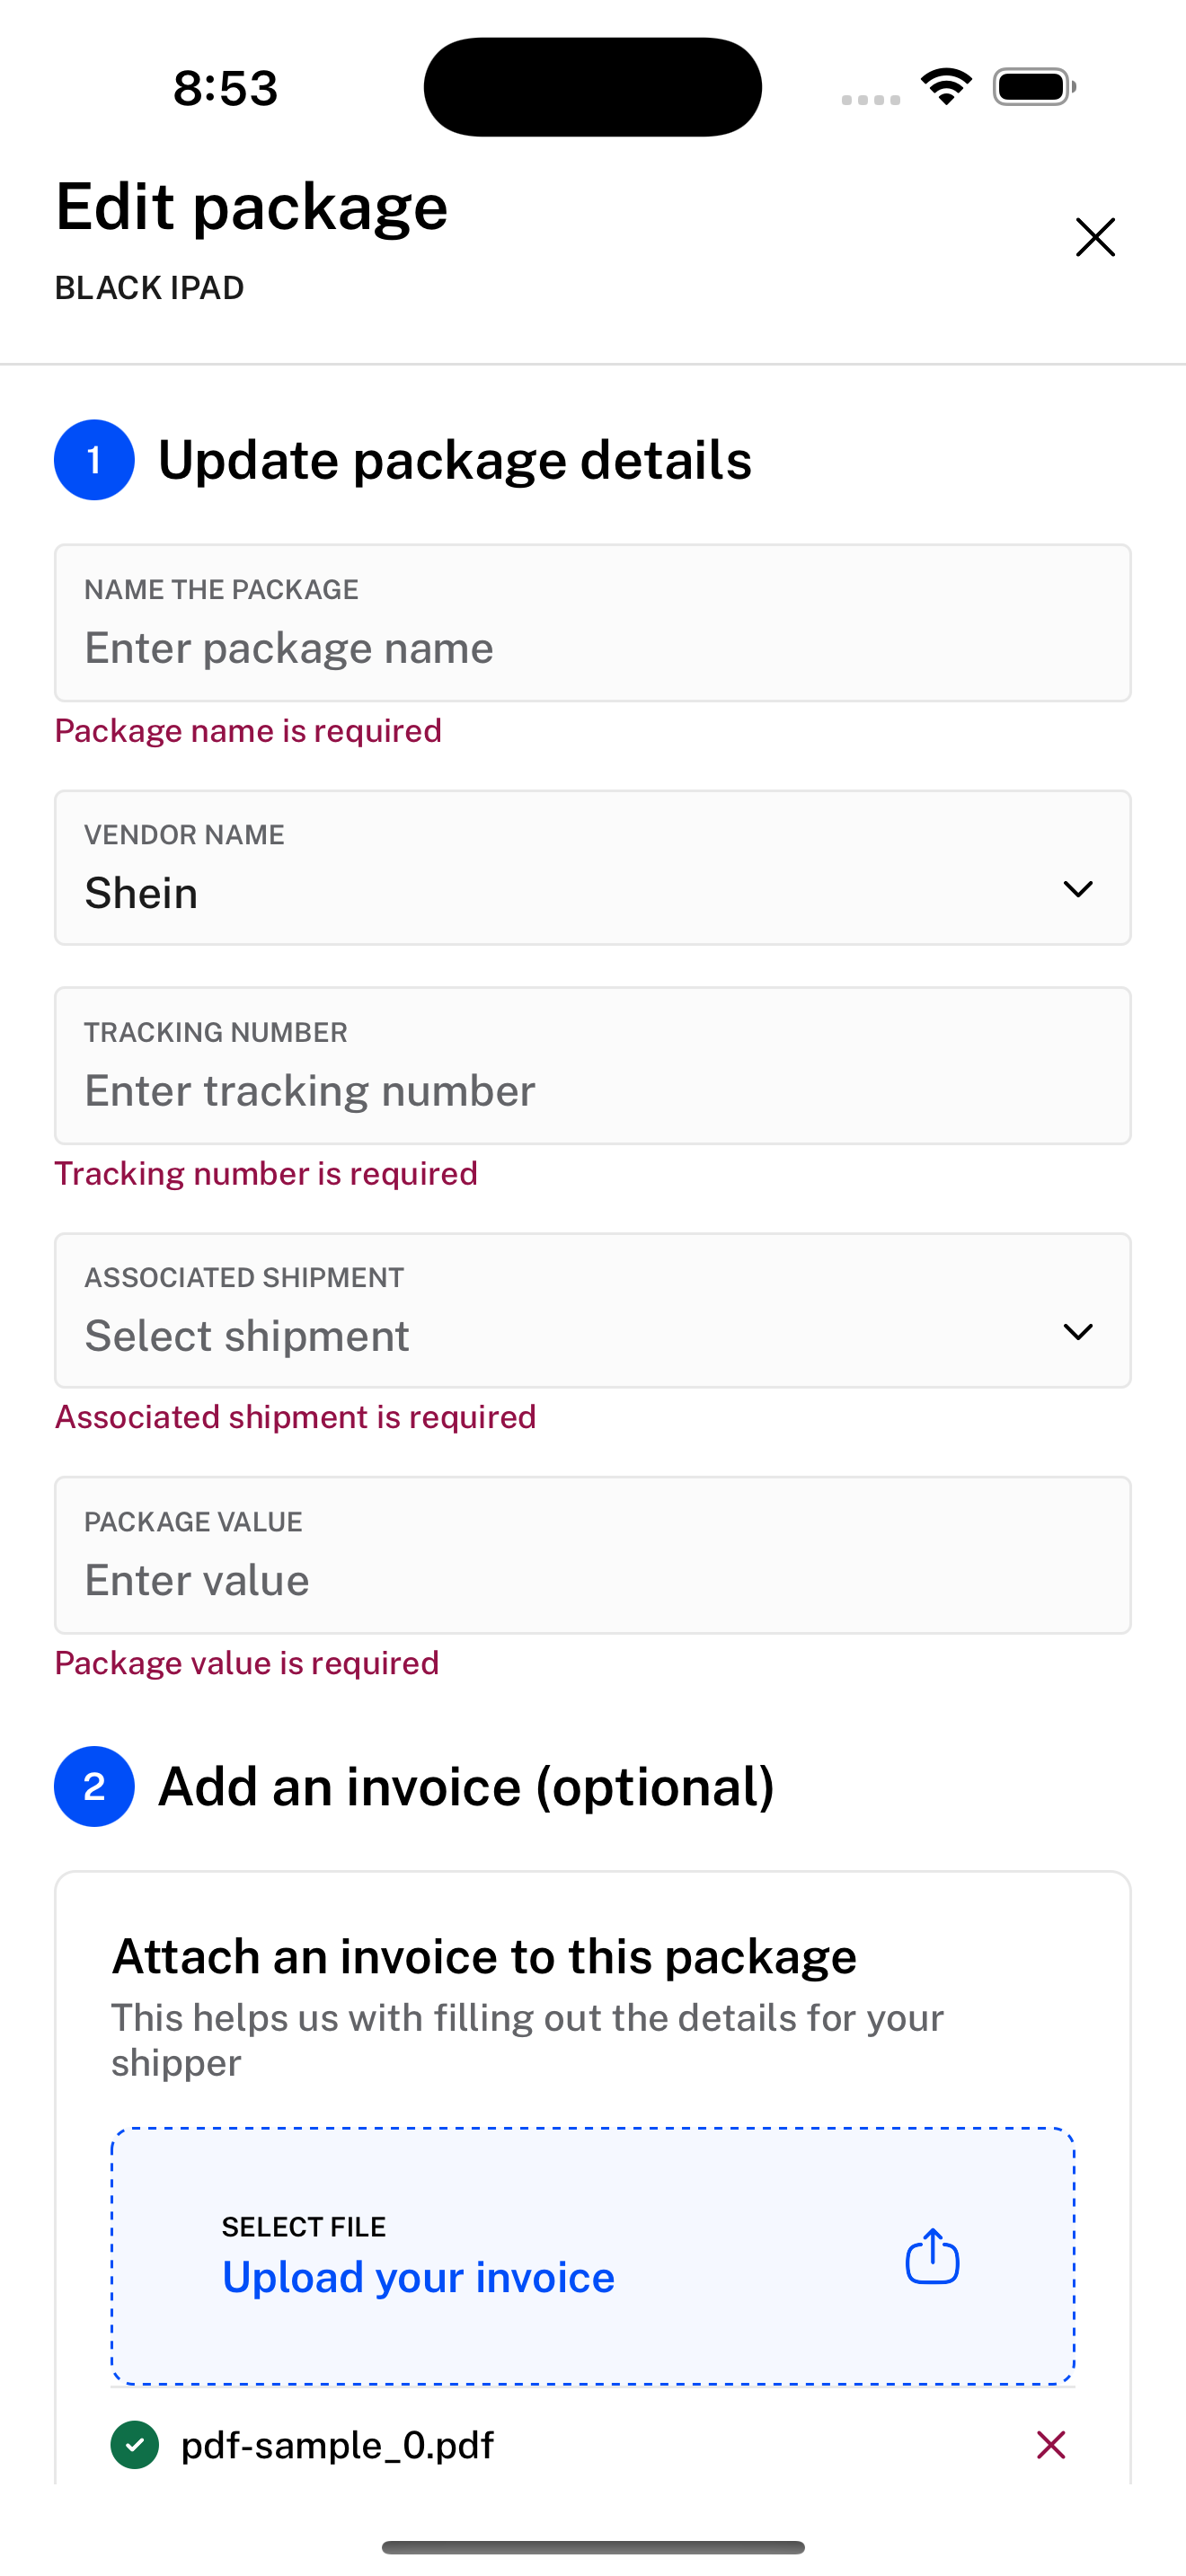 8:53
Edit package
BLACK IPAD
1
Update package details
NAME THE PACKAGE
Enter package name
Package name is required
VENDOR NAME
Shein
TRACKING NUMBER
Enter tracking number
Tracking number is required
ASSOCIATED SHIPMENT
Select shipment
Associated shipment is required
PACKAGE VALUE
Enter value
Package value is required
2
Add an invoice (optional)
Attach an invoice to this package
This helps us with filling out the details for your
shipper
SELECT FILE
Upload your invoice
pdf-sample_0.pdf